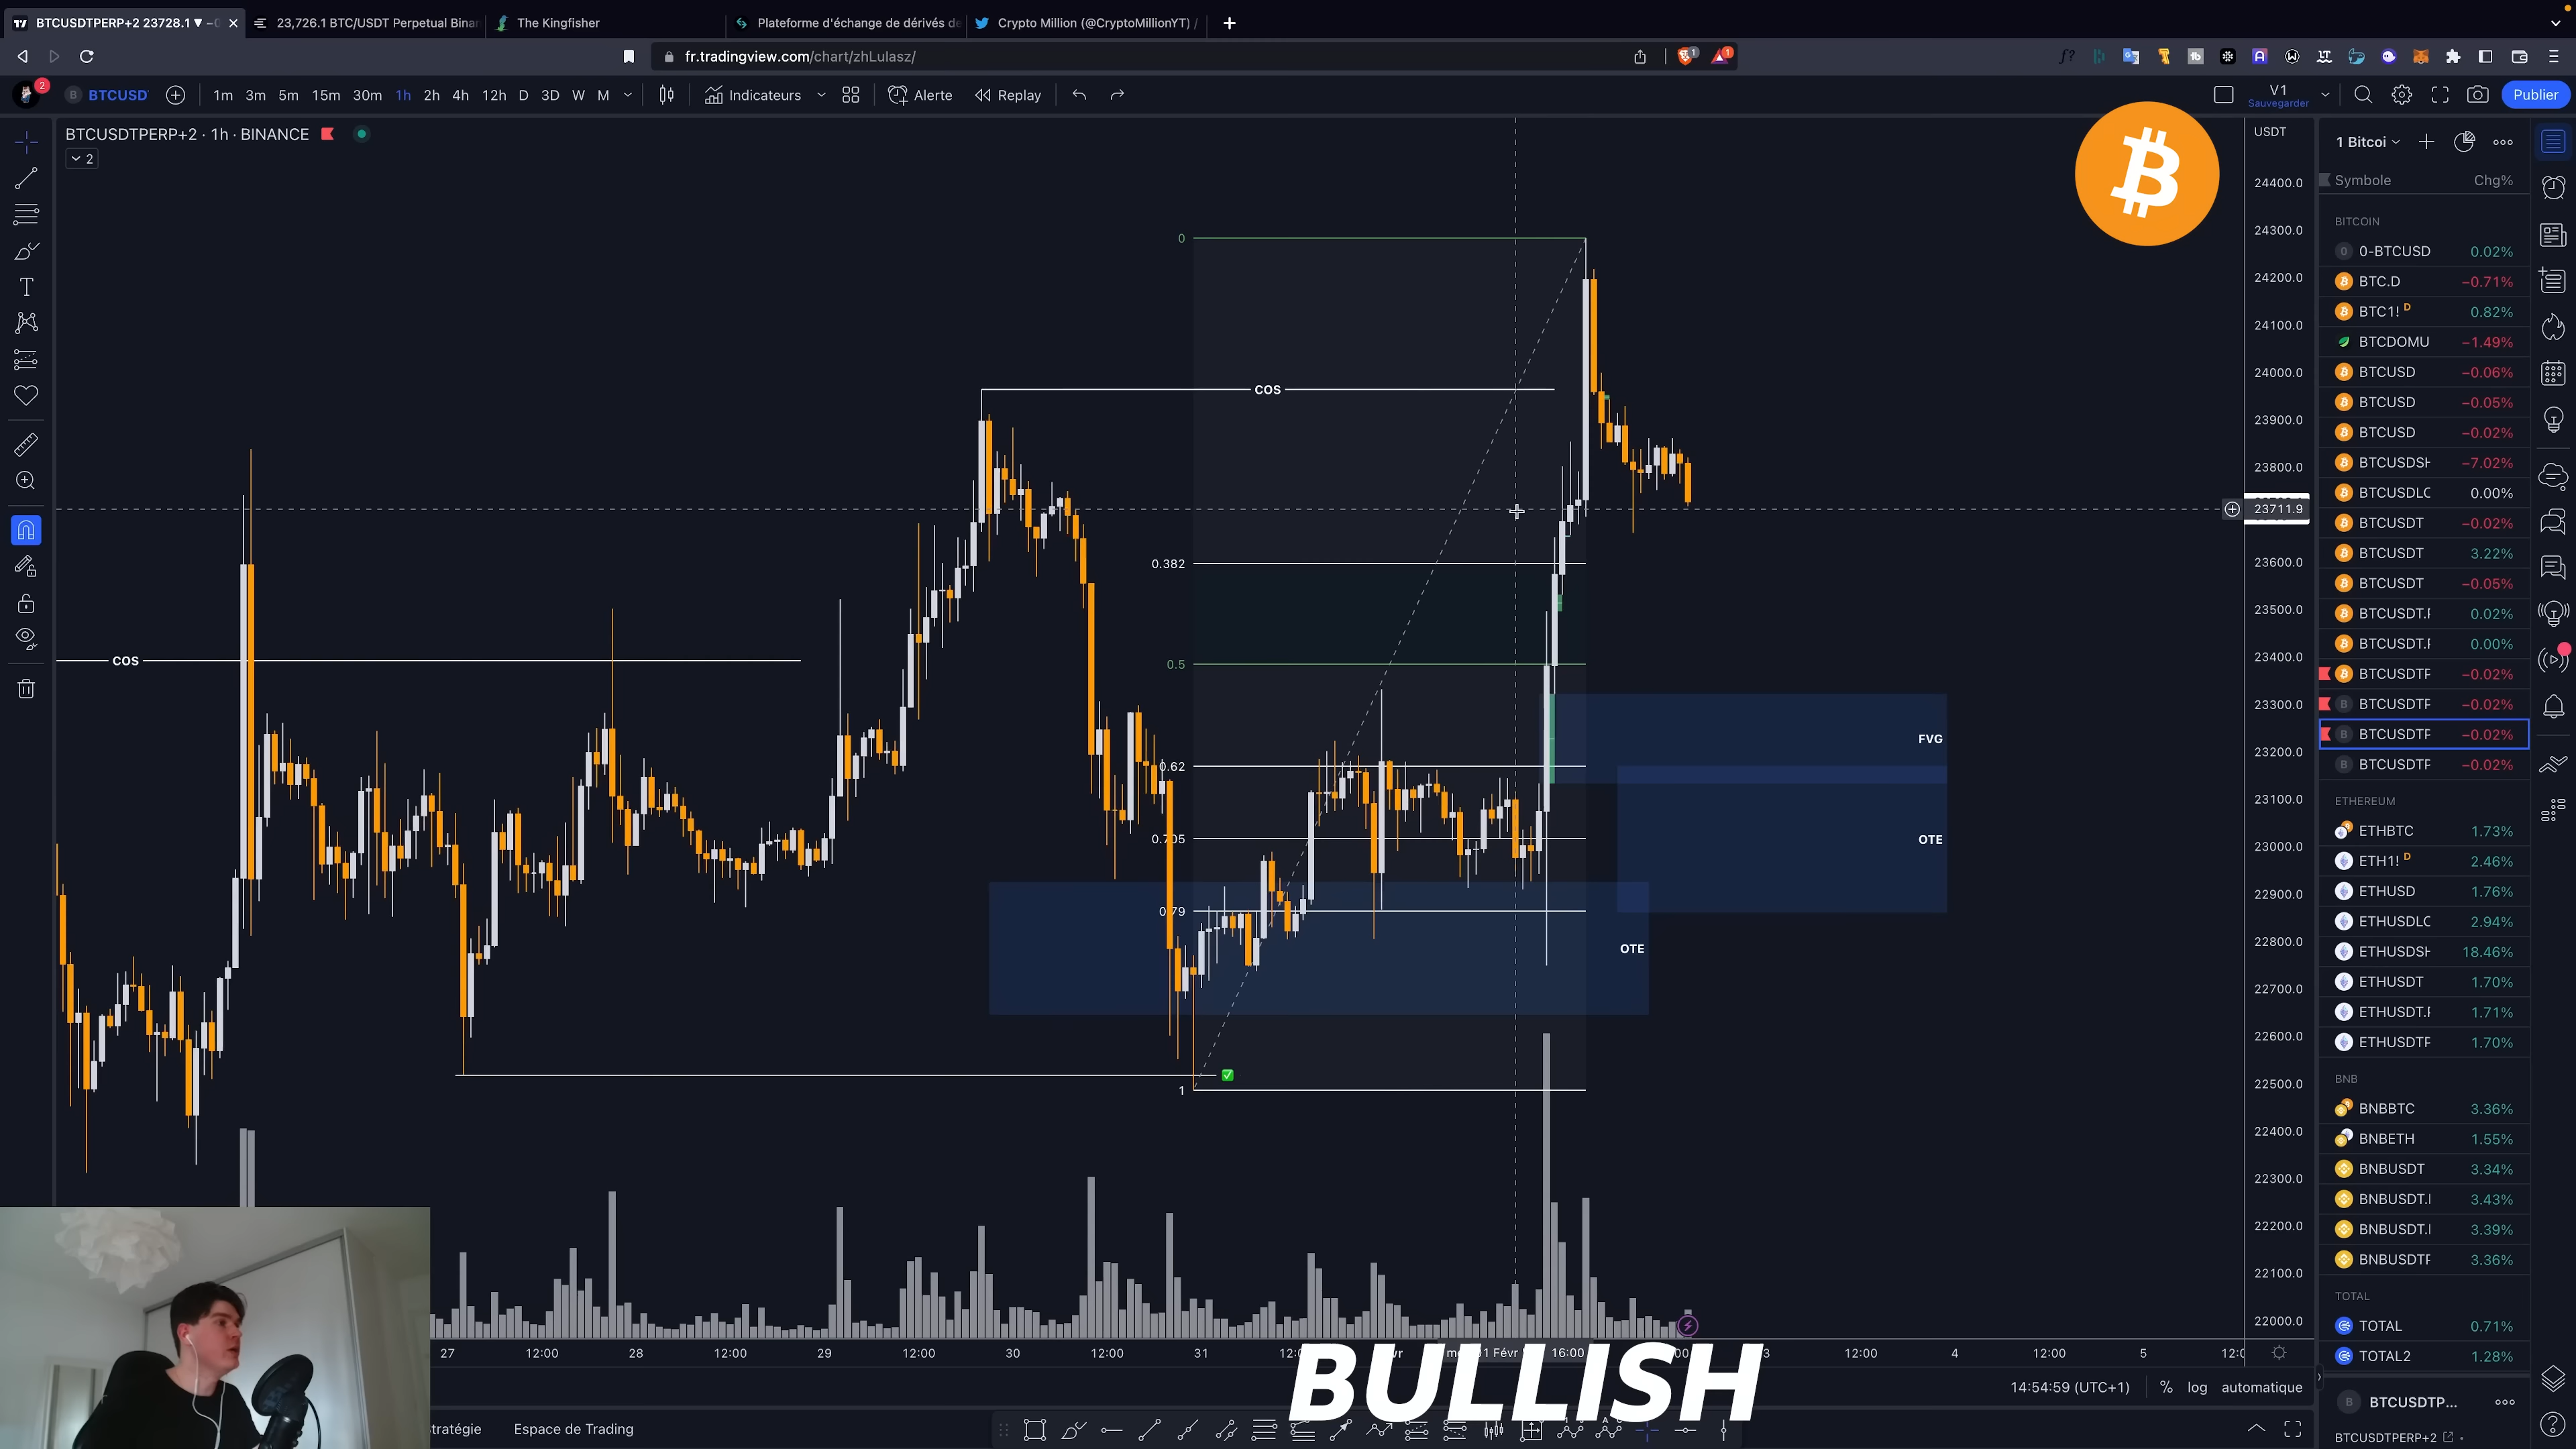 BTCUSDTPERP+2 23728.1 ▼ −0
23,726.1 BTC/USDT Perpetual Binan
The Kingfisher
Plateforme d'échange de dérivés de
Crypto Million (@CryptoMillionYT) /
fr.tradingview.com/chart/zhLulasz/
2
BTCUSD
1m 3m 5m 15m 30m 1h 2h 4h 12h D 3D W M
Indicateurs
Alerte
Replay
V1
Sauvegarder
Publier
BTCUSDTPERP+2 · 1h · BINANCE
2
USDT
24400.0
24300.0
24200.0
24100.0
24000.0
23900.0
23800.0
23711.9
23600.0
23500.0
23400.0
23300.0
23200.0
23100.0
23000.0
22900.0
22800.0
22700.0
22600.0
22500.0
22400.0
22300.0
22200.0
22100.0
22000.0
0
COS
0.382
COS
0.5
FVG
0.62
0.705
OTE
0.79
OTE
1
1 Bitcoi
Symbole Chg%
BITCOIN
0-BTCUSD 0.02%
BTC.D −0.71%
BTC1! D 0.82%
BTCDOMU −1.49%
BTCUSD −0.06%
BTCUSD −0.05%
BTCUSD −0.02%
BTCUSDSH −7.02%
BTCUSDLC 0.00%
BTCUSDT −0.02%
BTCUSDT 3.22%
BTCUSDT −0.05%
BTCUSDT.F 0.02%
BTCUSDT.F 0.00%
BTCUSDTF −0.02%
BTCUSDTF −0.02%
BTCUSDTF −0.02%
BTCUSDTF −0.02%
ETHEREUM
ETHBTC 1.73%
ETH1! D 2.46%
ETHUSD 1.76%
ETHUSDLC 2.94%
ETHUSDSH 18.46%
ETHUSDT 1.70%
ETHUSDT.F 1.71%
ETHUSDTF 1.70%
BNB
BNBBTC 3.36%
BNBETH 1.55%
BNBUSDT 3.34%
BNBUSDT.I 3.43%
BNBUSDT.I 3.39%
BNBUSDTF 3.36%
TOTAL
TOTAL 0.71%
TOTAL2 1.28%
27 12:00 28 12:00 29 12:00 30 12:00 31 16:00 3 12:00 4 12:00 5
BULLISH
14:54:59 (UTC+1) % log automatique
BTCUSDTP...
tratégie
Espace de Trading
BTCUSDTPERP+2